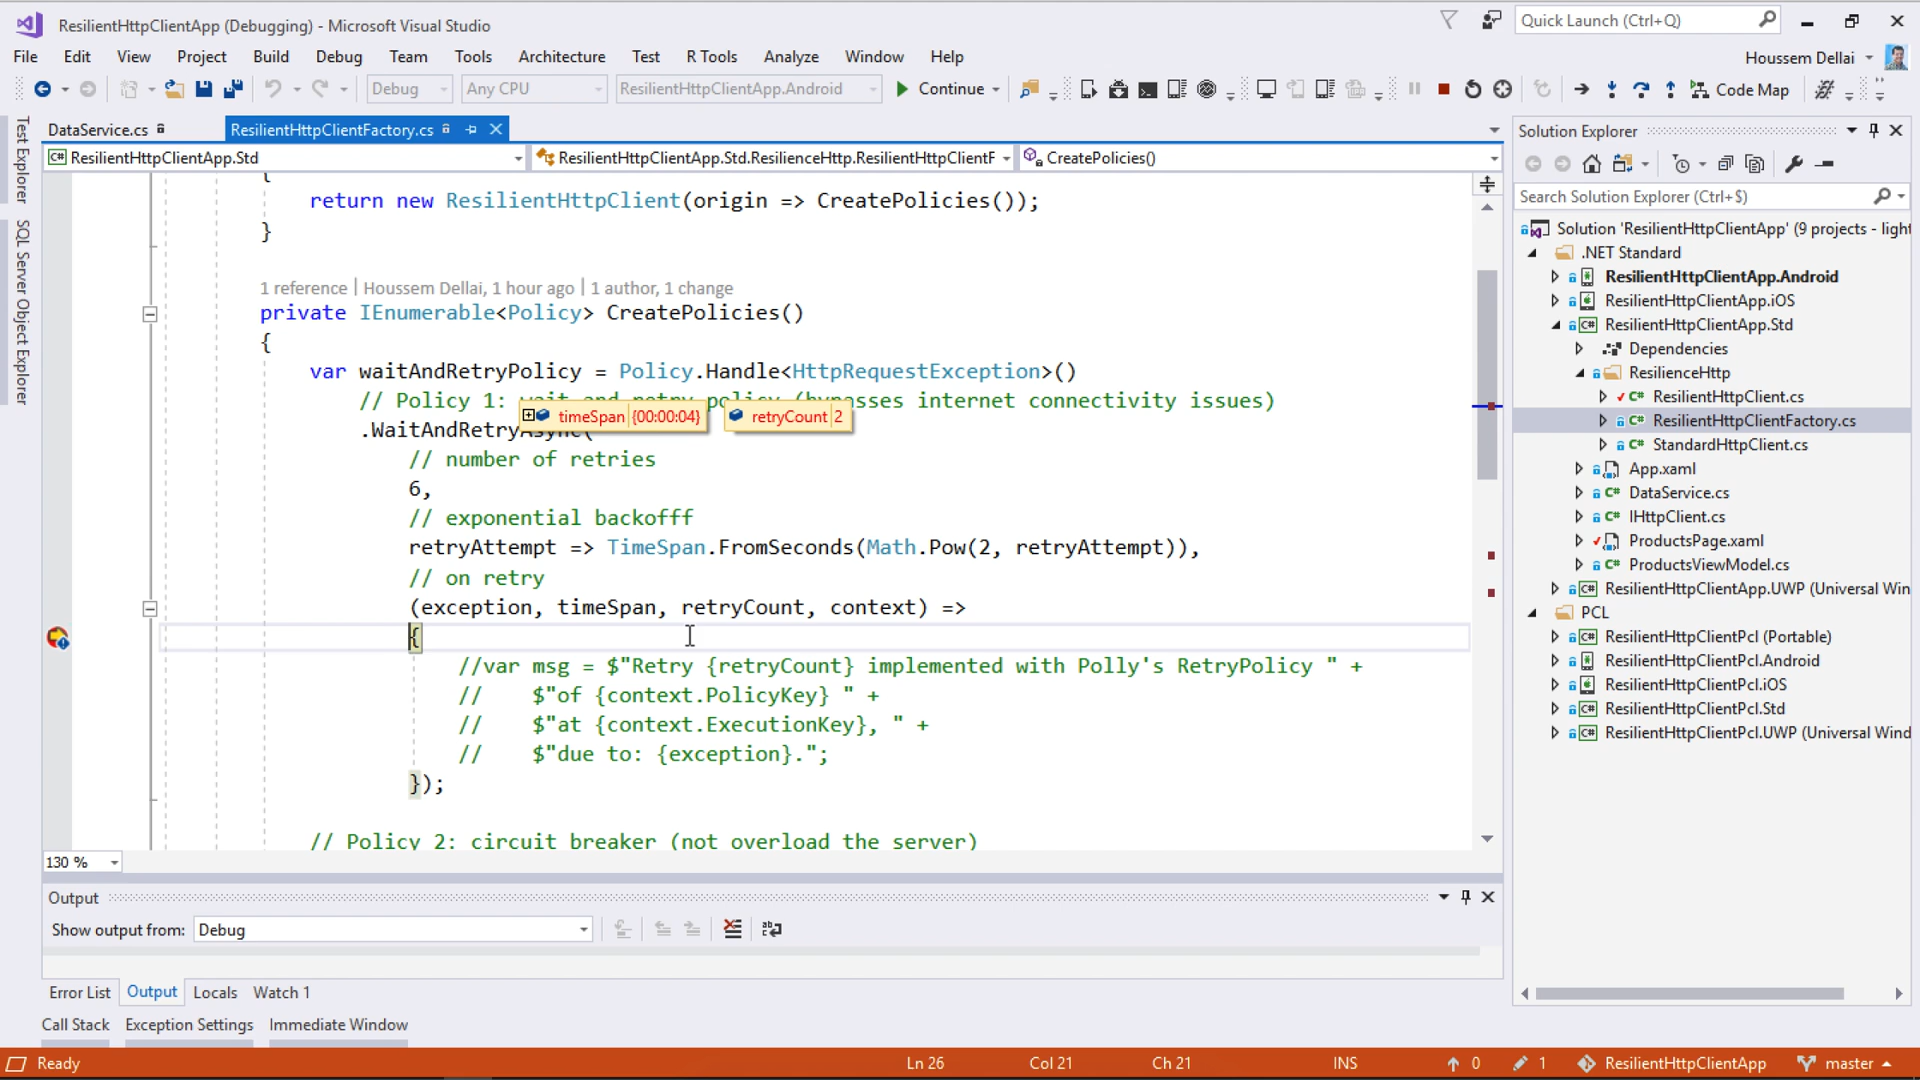 ResilientHttpClientApp (Debugging) - Microsoft Visual Studio
Quick Launch (Ctrl+Q)
File Edit View Project Build Debug Team Tools Architecture Test R Tools Analyze Window Help
Houssem Dellai
Debug Any CPU ResilientHttpClientApp.Android Continue Code Map
Test Explorer
SQL Server Object Explorer
DataService.cs ResilientHttpClientFactory.cs
ResilientHttpClientApp.Std ResilientHttpClientApp.Std.ResilienceHttp.ResilientHttpClientF CreatePolicies()
{
return new ResilientHttpClient(origin => CreatePolicies());
}
1 reference | Houssem Dellai, 1 hour ago | 1 author, 1 change
private IEnumerable<Policy> CreatePolicies()
{
var waitAndRetryPolicy = Policy.Handle<HttpRequestException>()
// Policy 1: wait and retry policy (bypasses internet connectivity issues)
timeSpan {00:00:04} retryCount 2
.WaitAndRetryAsync(
// number of retries
6,
// exponential backofff
retryAttempt => TimeSpan.FromSeconds(Math.Pow(2, retryAttempt)),
// on retry
(exception, timeSpan, retryCount, context) =>
{
//var msg = $"Retry {retryCount} implemented with Polly's RetryPolicy " +
// $"of {context.PolicyKey} " +
// $"at {context.ExecutionKey}, " +
// $"due to: {exception}.";
});
// Policy 2: circuit breaker (not overload the server)
130 %
Output
Show output from: Debug
Error List Output Locals Watch 1
Call Stack Exception Settings Immediate Window
Solution Explorer
Search Solution Explorer (Ctrl+$)
Solution 'ResilientHttpClientApp' (9 projects - light
.NET Standard
ResilientHttpClientApp.Android
ResilientHttpClientApp.iOS
ResilientHttpClientApp.Std
Dependencies
ResilienceHttp
C# ResilientHttpClient.cs
C# ResilientHttpClientFactory.cs
C# StandardHttpClient.cs
App.xaml
C# DataService.cs
C# IHttpClient.cs
ProductsPage.xaml
C# ProductsViewModel.cs
ResilientHttpClientApp.UWP (Universal Win
PCL
ResilientHttpClientPcl (Portable)
ResilientHttpClientPcl.Android
ResilientHttpClientPcl.iOS
ResilientHttpClientPcl.Std
ResilientHttpClientPcl.UWP (Universal Wind
Ready Ln 26 Col 21 Ch 21 INS 0 1 ResilientHttpClientApp master